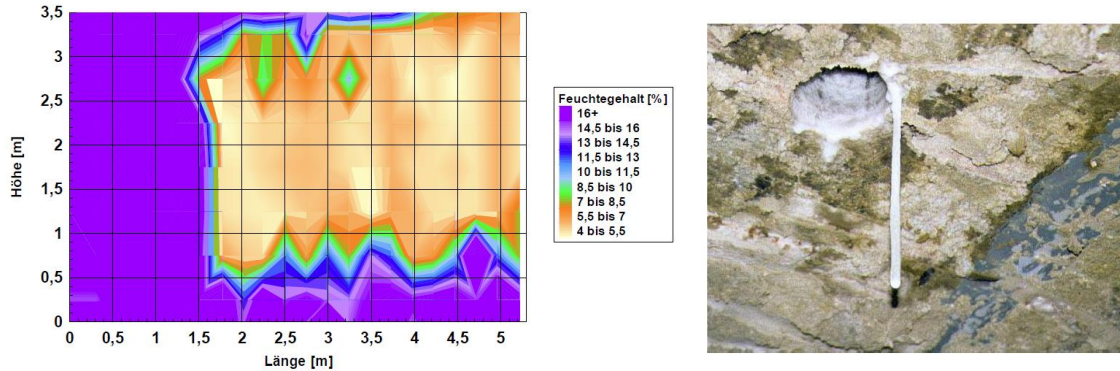 3,5
3
2,5
2
1,5
1
0,5
0
Höhe [m]
0 0,5 1 1,5 2 2,5 3 3,5 4 4,5 5
Länge [m]
Feuchtegehalt [%]
16+
14,5 bis 16
13 bis 14,5
11,5 bis 13
10 bis 11,5
8,5 bis 10
7 bis 8,5
5,5 bis 7
4 bis 5,5